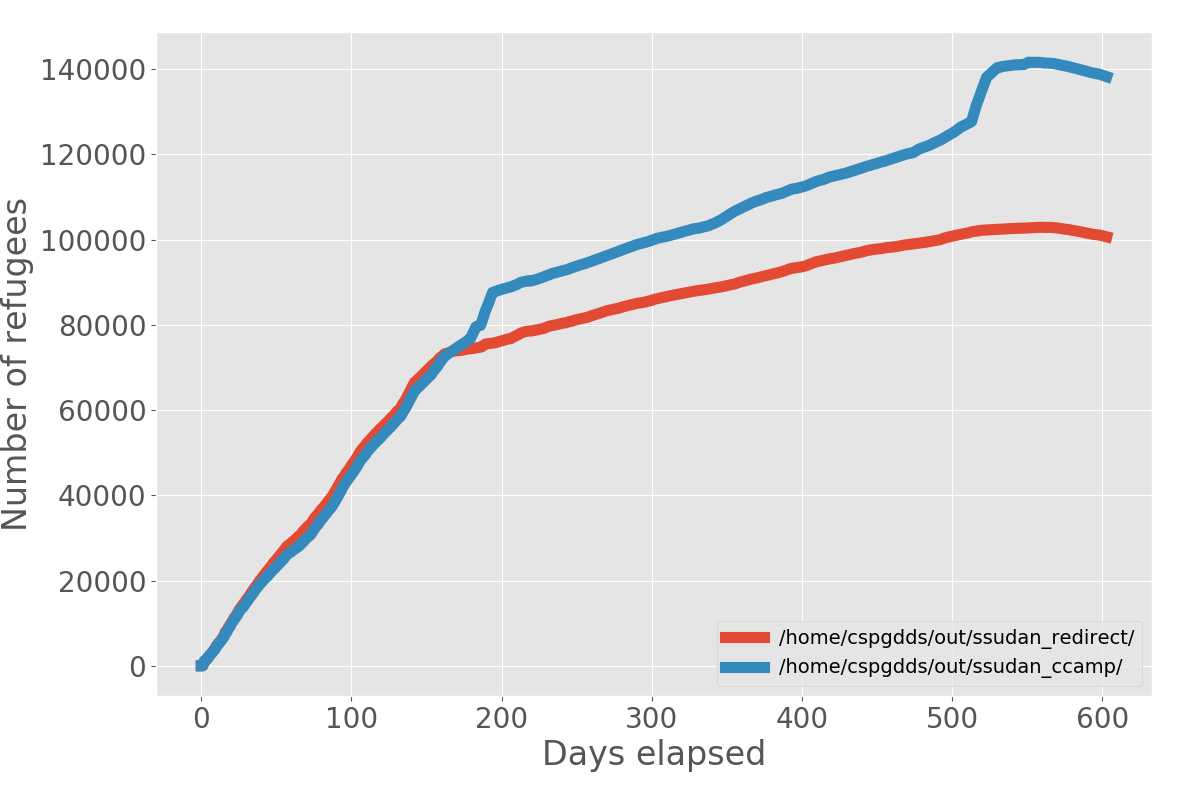 Number of refugees
140000
120000
100000
80000
60000
40000
20000
0
/home/cspgdds/out/ssudan_redirect/
/home/cspgdds/out/ssudan_ccamp/
0 100 200 300 400 500 600
Days elapsed